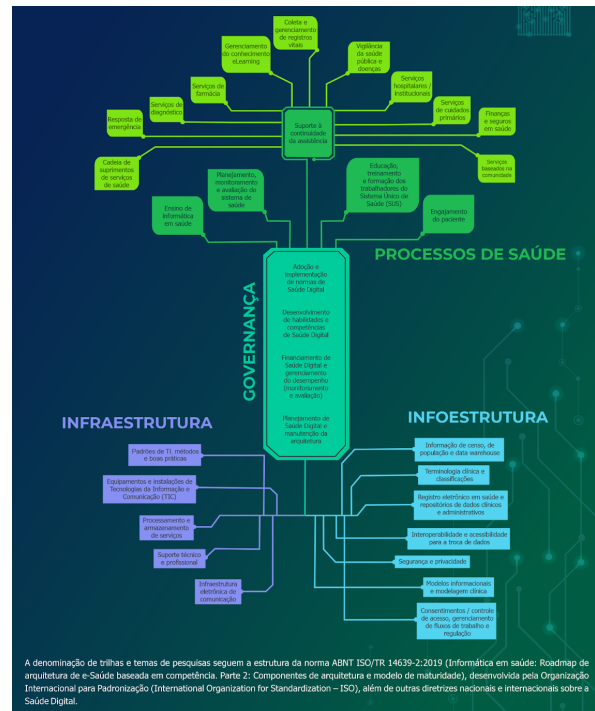 Coleta e
gerenciamento
de registros
vitais
Gerenciamento
do conhecimento
eLearning
Vigilância
da saúde
pública e
doenças
Serviços de
farmácia
Serviços
hospitalares /
Institucionais
Serviços de
diagnóstico
Serviços
de cuidados
primários
Resposta de
emergência
Finanças
e seguros
em saúde
Suporte à
continuidade
da assistência
Cadeia de
suprimentos
de serviços
de saúde
Serviços
baseados na
comunidade
Planejamento,
monitoramento
e avaliação do
sistema de
saúde
Educação,
treinamento
e formação dos
trabalhadores do
Sistema Único de
Saúde (SUS)
Ensino de
informática
em saúde
Engajamento
do paciente
PROCESSOS DE SAÚDE
GOVERNANÇA
Adoção e
implementação
de normas de
Saúde Digital
Desenvolvimento
de habilidades e
competências
de Saúde Digital
Financiamento de
Saúde Digital e
gerenciamento
do desempenho
(monitoramento
e avaliação)
Planejamento de
Saúde Digital e
manutenção da
arquitetura
INFRAESTRUTURA
Padrões de TI, métodos
e boas práticas
Equipamentos e instalações de
Tecnologias da Informação e
Comunicação (TIC)
Processamento e
armazenamento
de serviços
Suporte técnico
e profissional
Infraestrutura
eletrônica de
comunicação
INFOESTRUTURA
Informação de censo, de
população e data warehouse
Terminologia clínica e
classificações
Registro eletrônico em saúde e
repositórios de dados clínicos
e administrativos
Interoperabilidade e acessibilidade
para a troca de dados
Segurança e privacidade
Modelos informacionais
e modelagem clínica
Consentimentos / controle
de acesso, gerenciamento
de fluxos de trabalho e
regulação
A denominação de trilhas e temas de pesquisas seguem a estrutura da norma ABNT ISO/TR 14639-2:2019 (Informática em saúde: Roadmap de
arquitetura de e-Saúde baseada em competência. Parte 2: Componentes de arquitetura e modelo de maturidade), desenvolvida pela Organização
Internacional para Padronização (International Organization for Standardization – ISO), além de outras diretrizes nacionais e internacionais sobre a
Saúde Digital.